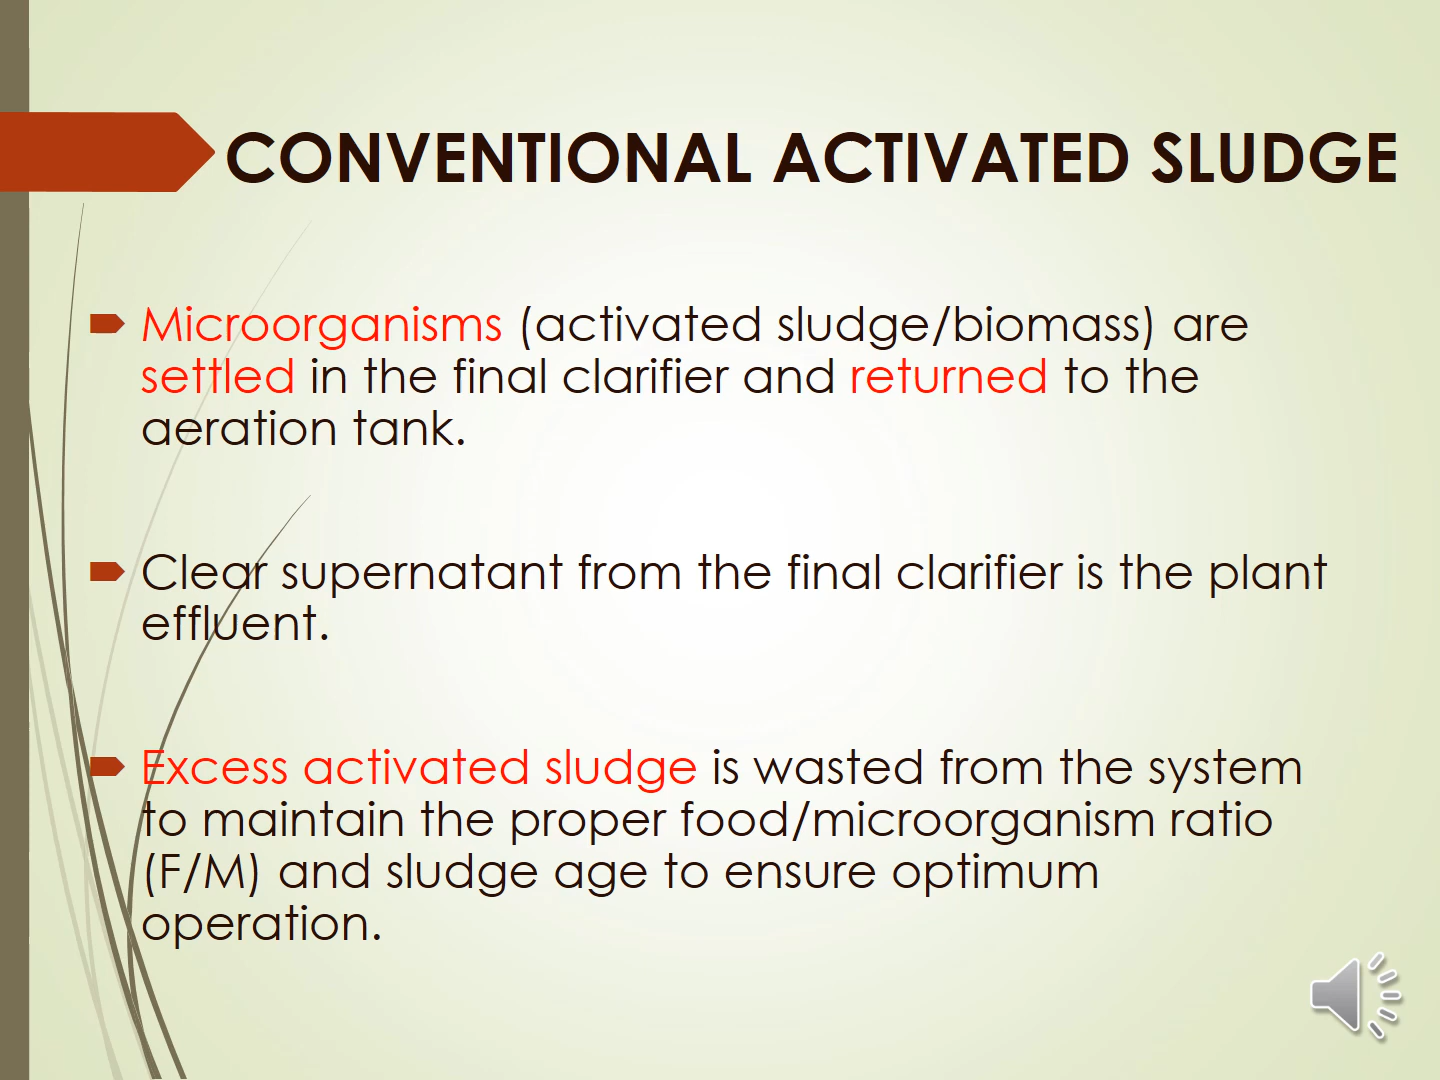 CONVENTIONAL ACTIVATED SLUDGE
Microorganisms (activated sludge/biomass) are
settled in the final clarifier and returned to the
aeration tank.
Clear supernatant from the final clarifier is the plant
effluent.
Excess activated sludge is wasted from the system
to maintain the proper food/microorganism ratio
(F/M) and sludge age to ensure optimum
operation.